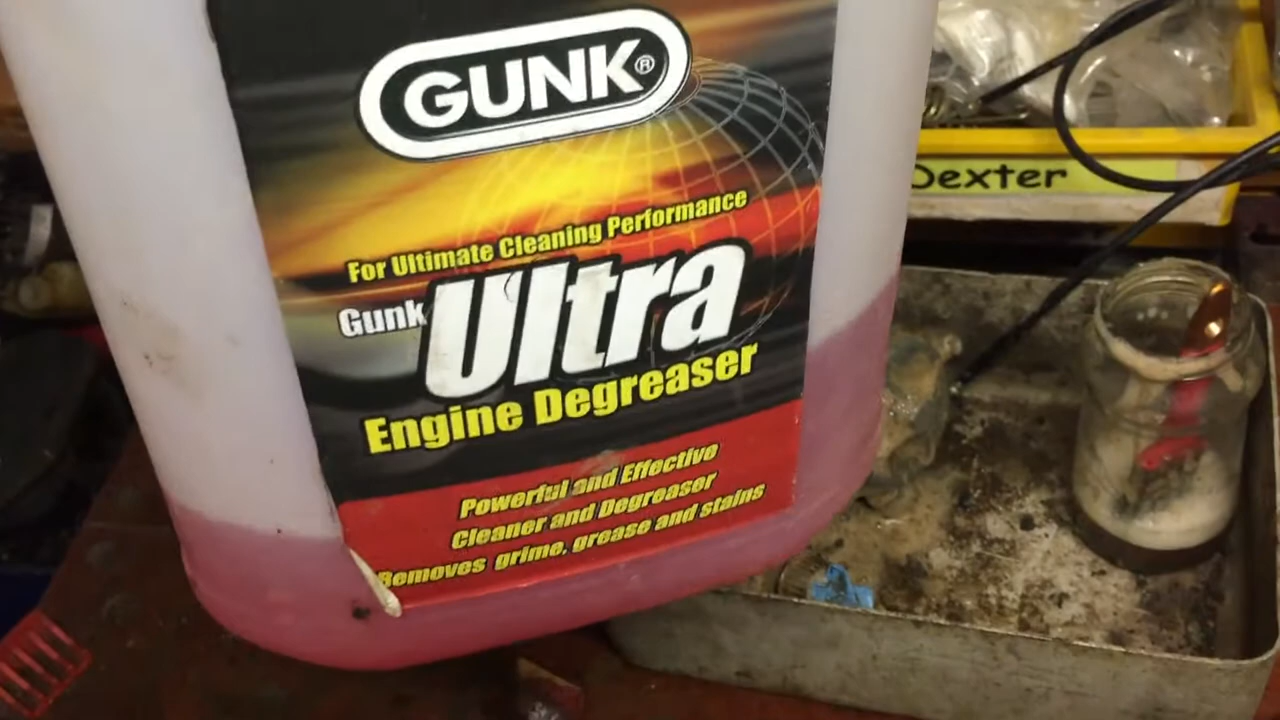 GUNK®
For Ultimate Cleaning Performance
Gunk Ultra
Engine Degreaser
Powerful and Effective
Cleaner and Degreaser
Removes grime, grease and stains
Dexter